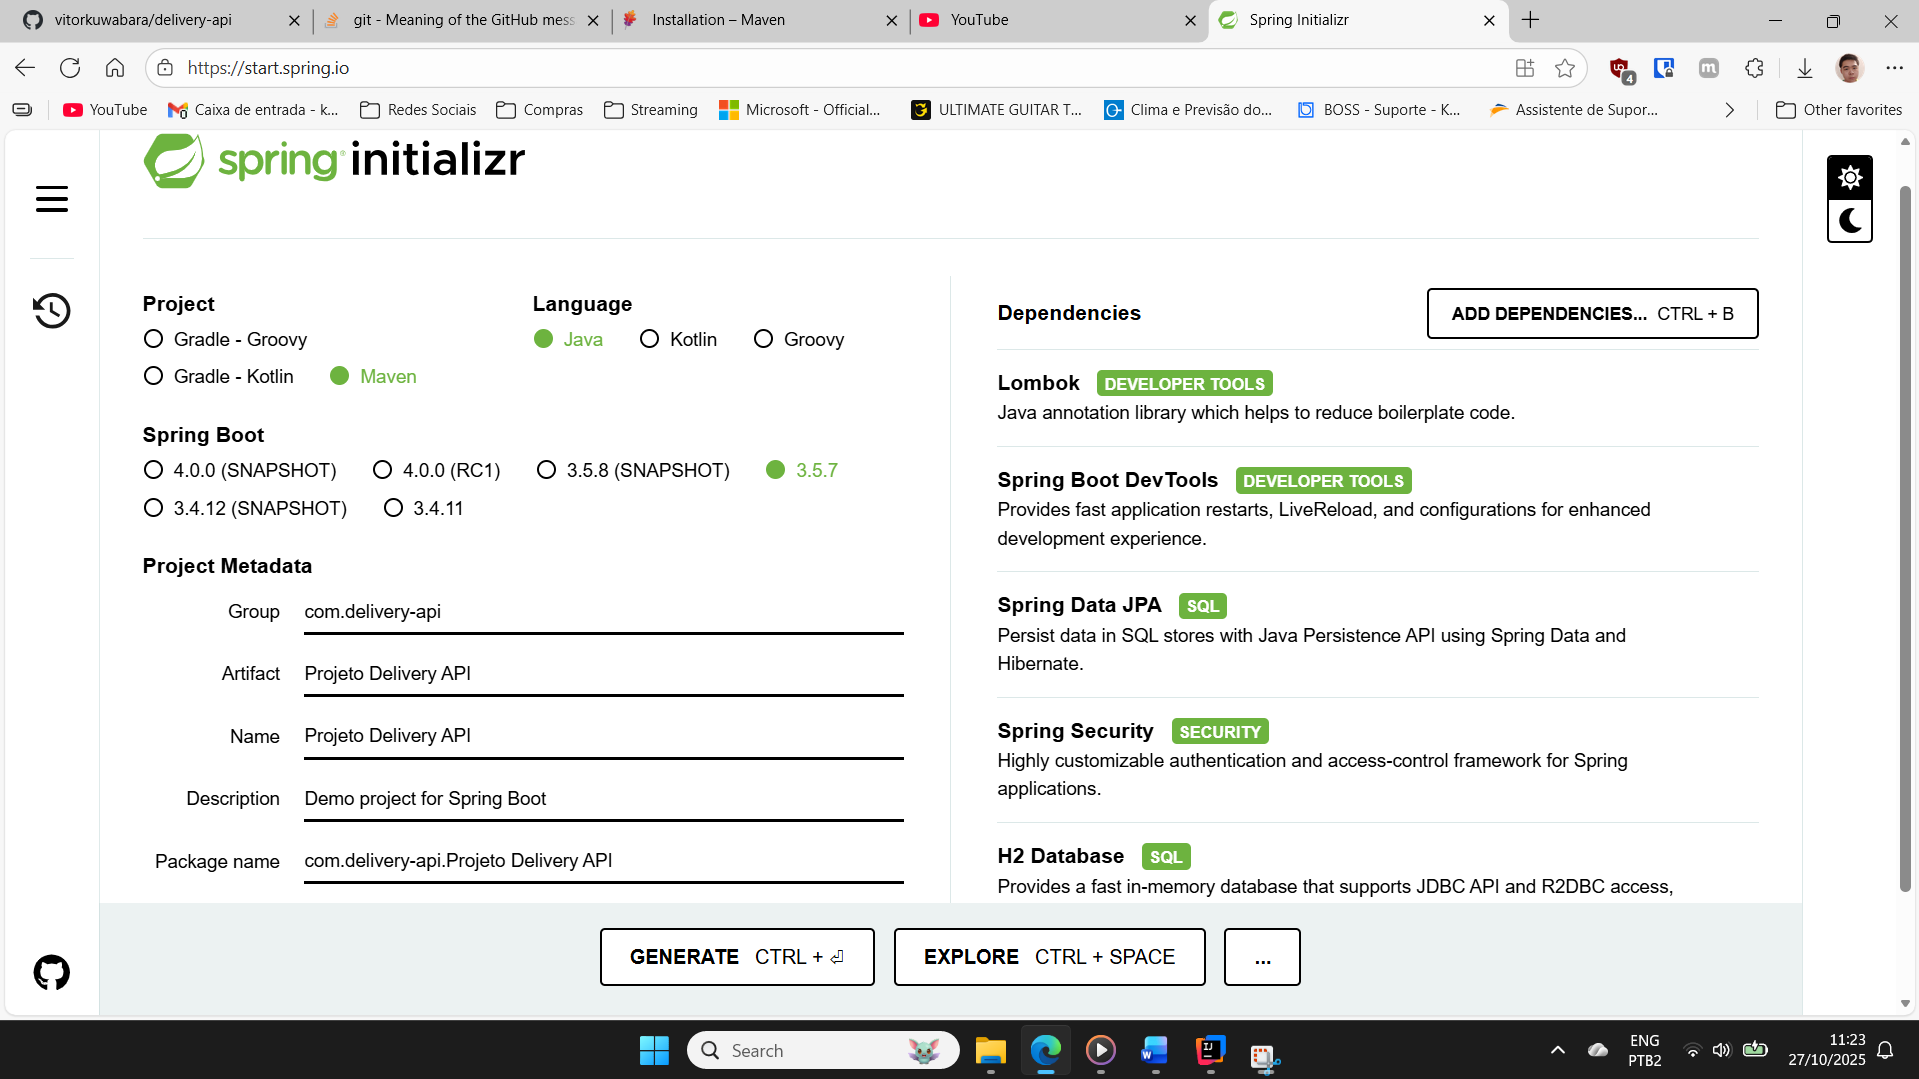 vitorkuwabara/delivery-api
git - Meaning of the GitHub mess
Installation – Maven
YouTube
Spring Initializr
https://start.spring.io
4
YouTube
Caixa de entrada - k...
Redes Sociais
Compras
Streaming
Microsoft - Official...
ULTIMATE GUITAR T...
Clima e Previsão do...
BOSS - Suporte - K...
Assistente de Supor...
Other favorites
spring initializr
Project
Gradle - Groovy
Gradle - Kotlin
Maven
Language
Java
Kotlin
Groovy
Spring Boot
4.0.0 (SNAPSHOT)
4.0.0 (RC1)
3.5.8 (SNAPSHOT)
3.5.7
3.4.12 (SNAPSHOT)
3.4.11
Project Metadata
Group
com.delivery-api
Artifact
Projeto Delivery API
Name
Projeto Delivery API
Description
Demo project for Spring Boot
Package name
com.delivery-api.Projeto Delivery API
Dependencies
ADD DEPENDENCIES... CTRL + B
Lombok DEVELOPER TOOLS
Java annotation library which helps to reduce boilerplate code.
Spring Boot DevTools DEVELOPER TOOLS
Provides fast application restarts, LiveReload, and configurations for enhanced
development experience.
Spring Data JPA SQL
Persist data in SQL stores with Java Persistence API using Spring Data and
Hibernate.
Spring Security SECURITY
Highly customizable authentication and access-control framework for Spring
applications.
H2 Database SQL
Provides a fast in-memory database that supports JDBC API and R2DBC access,
GENERATE CTRL + ⏎
EXPLORE CTRL + SPACE
...
Search
ENG
PTB2
11:23
27/10/2025